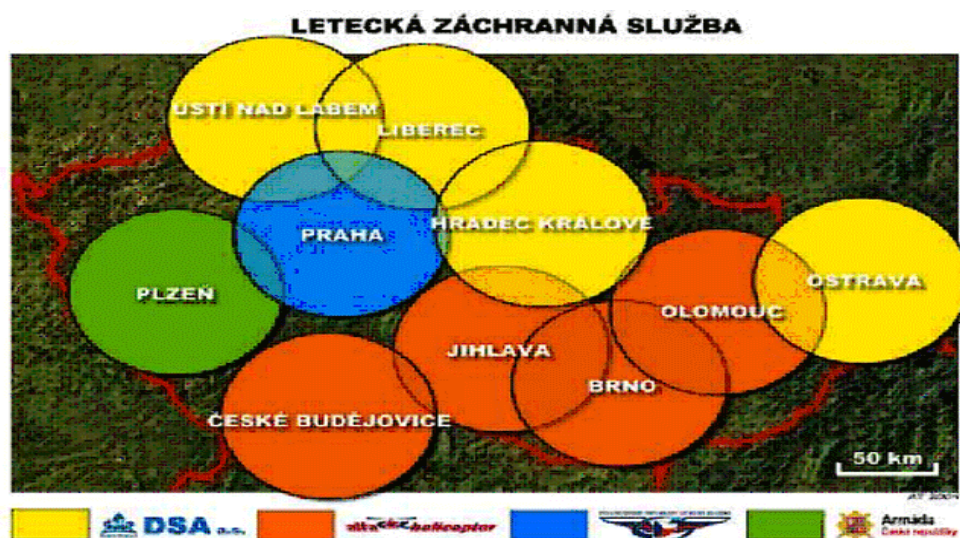 LETECKÁ ZÁCHRANNÁ SLUŽBA
ÚSTÍ NAD LABEM
LIBEREC
PRAHA
HRADEC KRÁLOVÉ
PLZEŇ
OSTRAVA
OLOMOUC
JIHLAVA
BRNO
ČESKÉ BUDĚJOVICE
50 km
DSA a.s.
helicopter
Armáda
České republiky